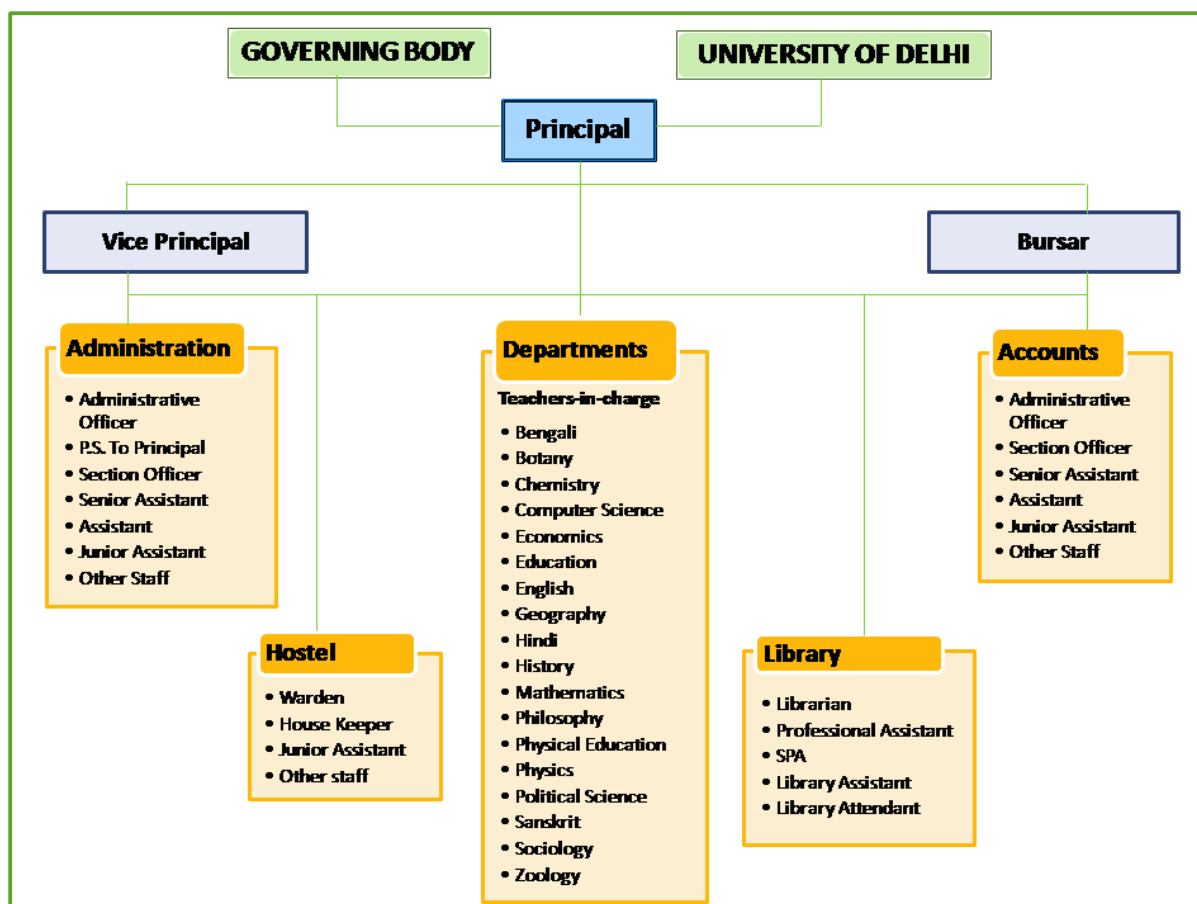 GOVERNING BODY
UNIVERSITY OF DELHI
Principal
Vice Principal
Bursar
Administration
• Administrative
Officer
• P.S. To Principal
• Section Officer
• Senior Assistant
• Assistant
• Junior Assistant
• Other Staff
Departments
Teachers-in-charge
• Bengali
• Botany
• Chemistry
• Computer Science
• Economics
• Education
• English
• Geography
• Hindi
• History
• Mathematics
• Philosophy
• Physical Education
• Physics
• Political Science
• Sanskrit
• Sociology
• Zoology
Accounts
• Administrative
Officer
• Section Officer
• Senior Assistant
• Assistant
• Junior Assistant
• Other Staff
Hostel
• Warden
• House Keeper
• Junior Assistant
• Other staff
Library
• Librarian
• Professional Assistant
• SPA
• Library Assistant
• Library Attendant